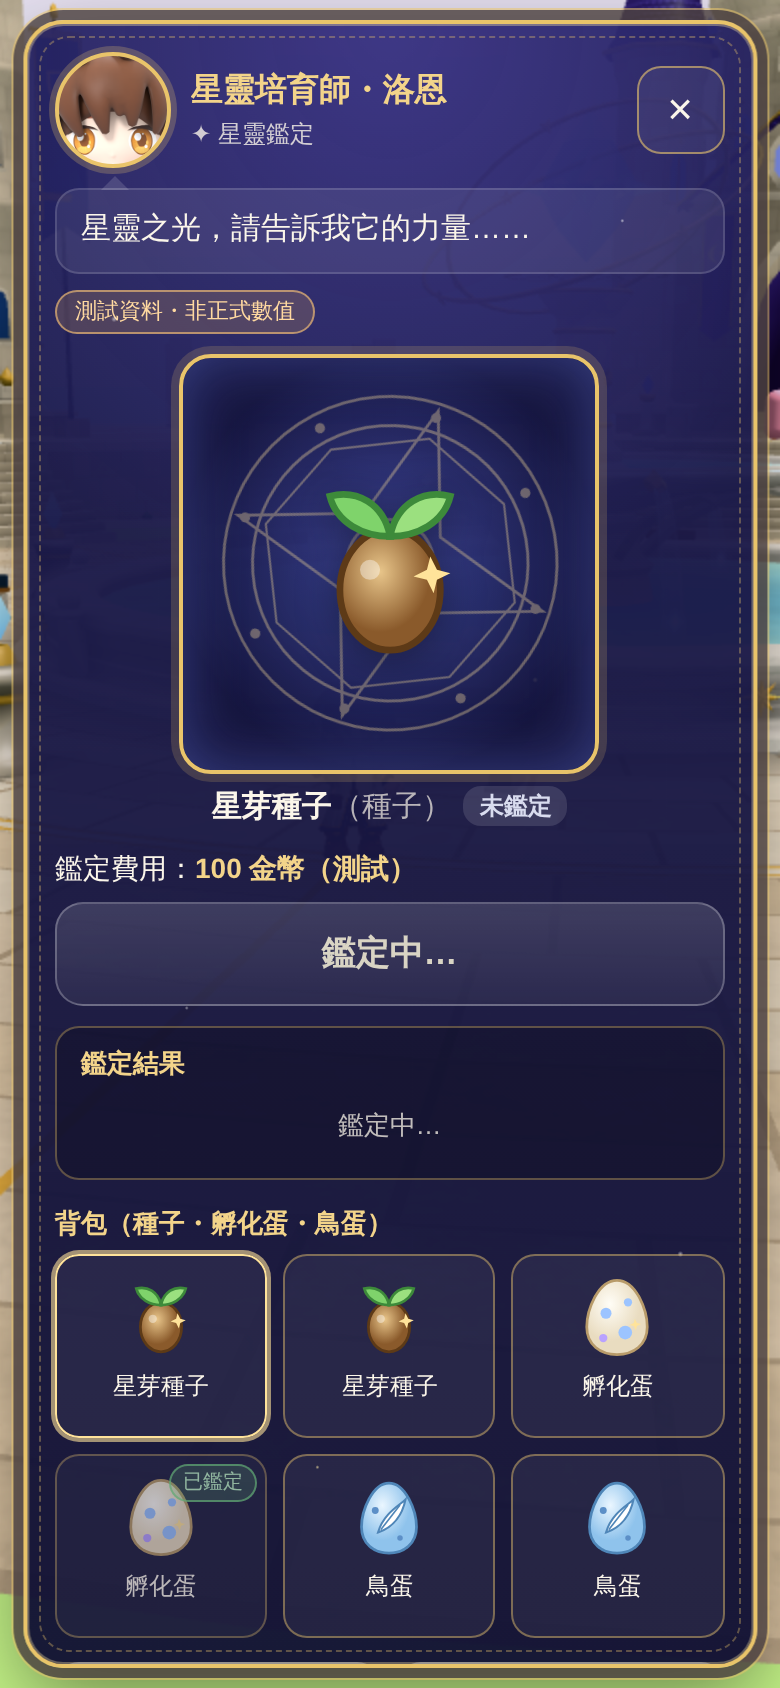 星靈培育師・洛恩
✦ 星靈鑑定
✕
星靈之光，請告訴我它的力量……
測試資料・非正式數值
星芽種子（種子） 未鑑定
鑑定費用：100 金幣（測試）
鑑定中…
鑑定結果
鑑定中…
背包（種子・孵化蛋・鳥蛋）
星芽種子
星芽種子
孵化蛋
已鑑定
孵化蛋
鳥蛋
鳥蛋